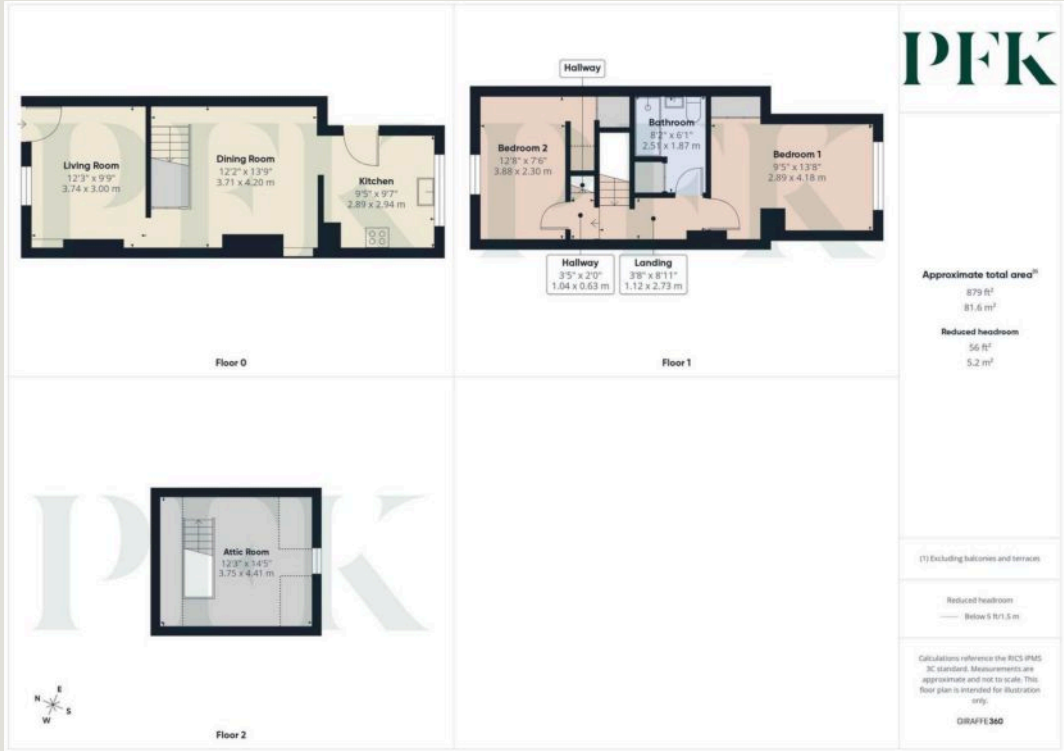 Living Room
12'3" x 9'9"
3.74 x 3.00 m
Dining Room
12'2" x 13'9"
3.71 x 4.20 m
Kitchen
9'5" x 9'7"
2.89 x 2.94 m
PFK
Floor 0
Hallway
Bedroom 2
12'8" x 7'6"
3.88 x 2.30 m
Bathroom
8'2" x 6'1"
2.51 x 1.87 m
Bedroom 1
9'5" x 13'8"
2.89 x 4.18 m
Hallway
3'5" x 2'0"
1.04 x 0.63 m
Landing
3'8" x 8'11"
1.12 x 2.73 m
PFK
Floor 1
Attic Room
12'3" x 14'5"
3.75 x 4.41 m
PFK
N E
W S
Floor 2
PFK
Approximate total area(1)
879 ft²
81.6 m²
Reduced headroom
56 ft²
5.2 m²
(1) Excluding balconies and terraces
Reduced headroom
Below 5 ft/1.5 m
Calculations reference the RICS IPMS
3C standard. Measurements are
approximate and not to scale. This
floor plan is intended for illustration
only.
GIRAFFE360